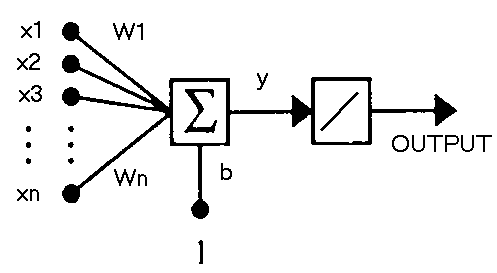 x1 W1
x2
x3
Σ y
OUTPUT
xn Wn b
1